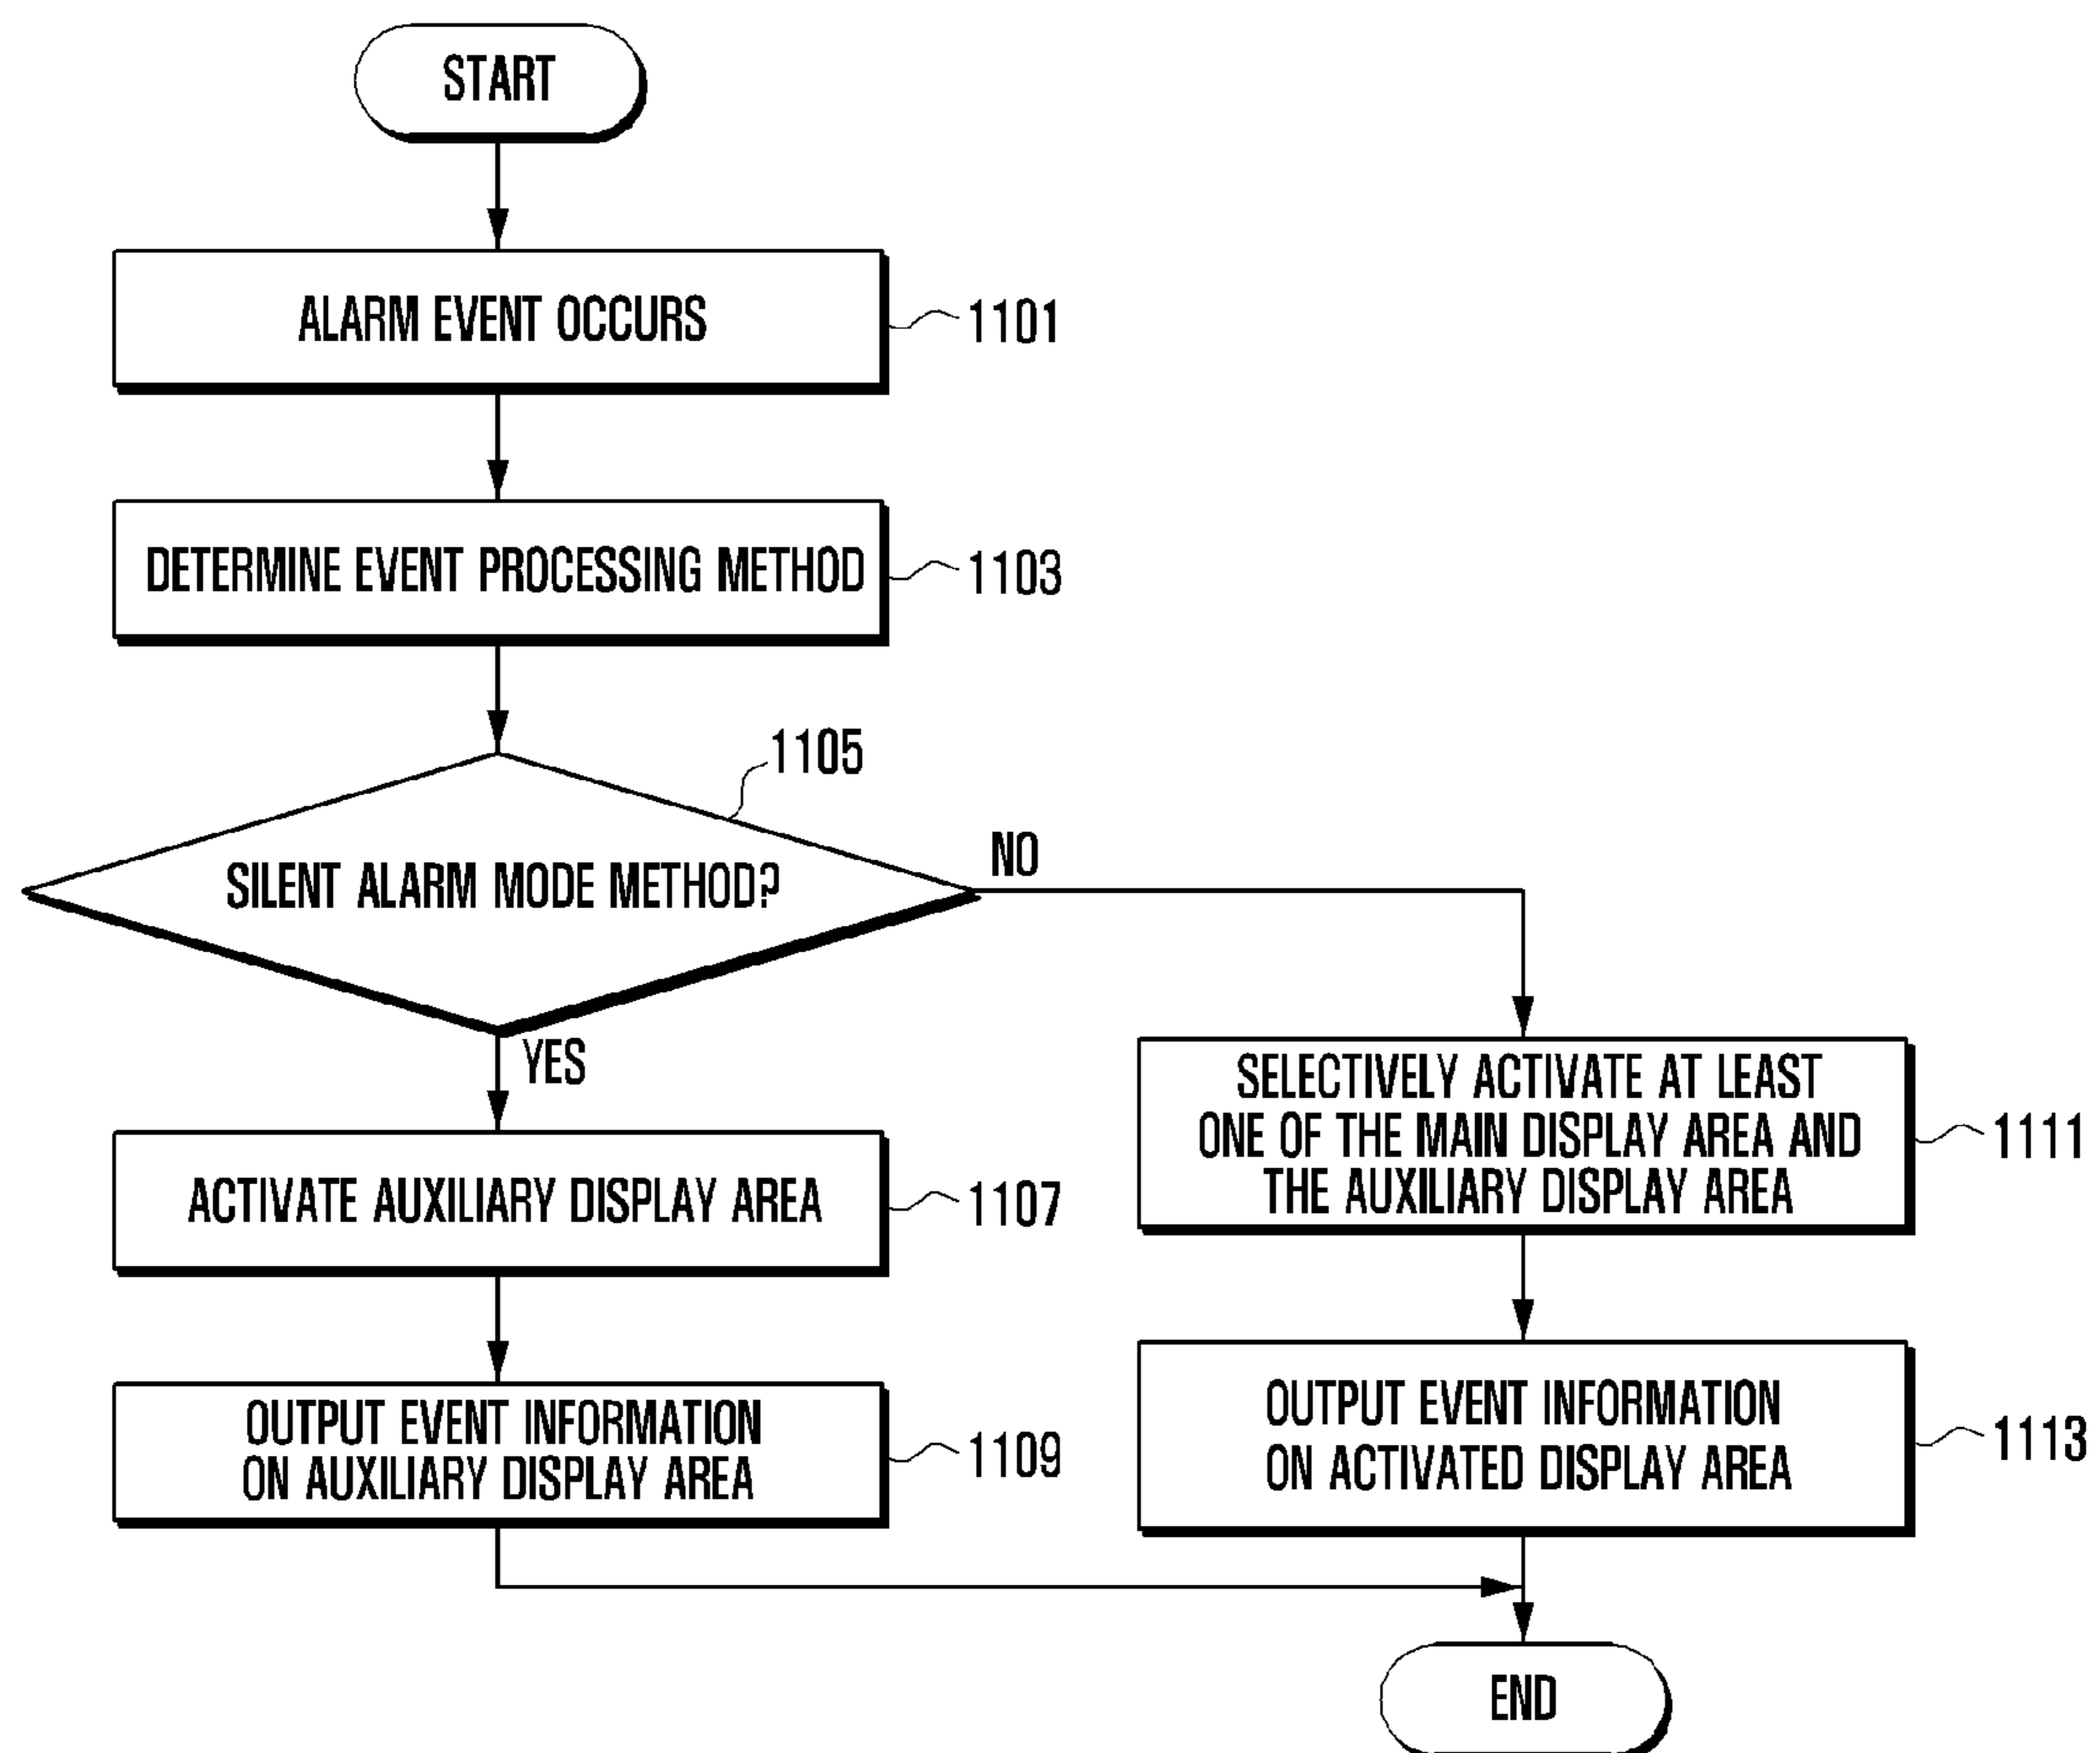 START
ALARM EVENT OCCURS
1101
DETERMINE EVENT PROCESSING METHOD
1103
1105
SILENT ALARM MODE METHOD?
NO
YES
ACTIVATE AUXILIARY DISPLAY AREA
1107
OUTPUT EVENT INFORMATION
ON AUXILIARY DISPLAY AREA
1109
SELECTIVELY ACTIVATE AT LEAST
ONE OF THE MAIN DISPLAY AREA AND
THE AUXILIARY DISPLAY AREA
1111
OUTPUT EVENT INFORMATION
ON ACTIVATED DISPLAY AREA
1113
END